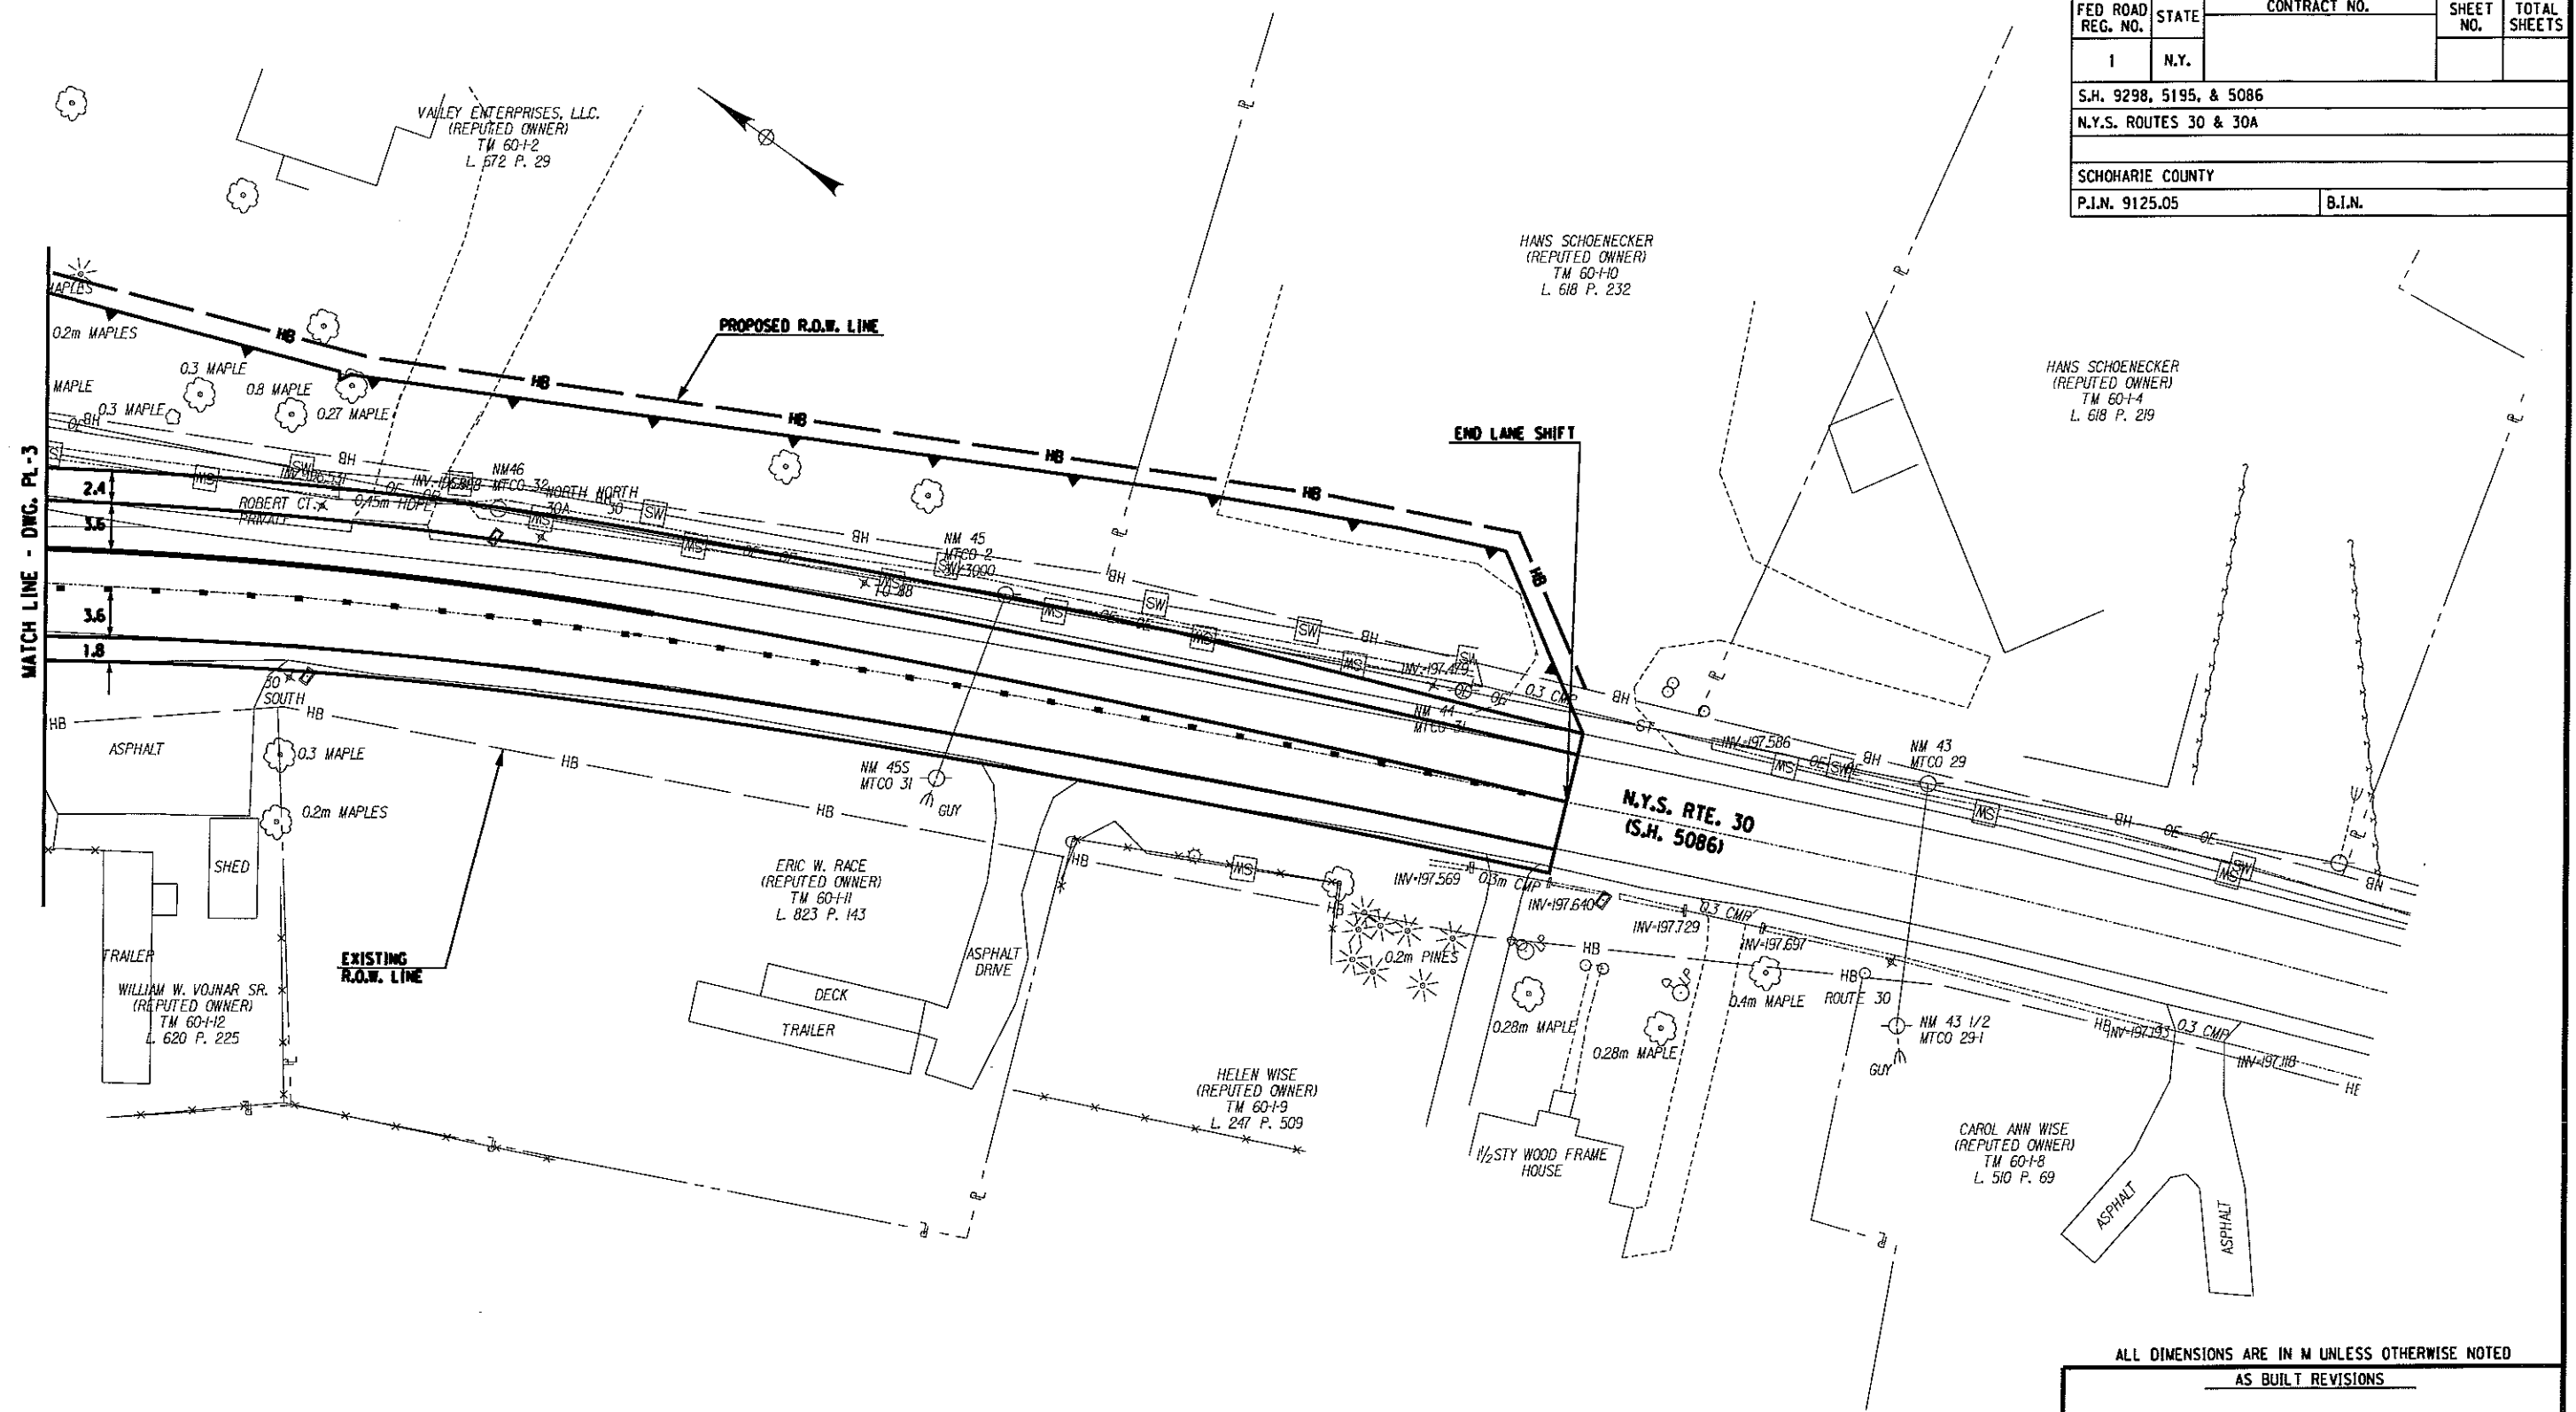 FED ROAD REG. NO.
STATE
CONTRACT NO.
SHEET NO.
TOTAL SHEETS
1
N.Y.
S.H. 9298, 5195, & 5086
N.Y.S. ROUTES 30 & 30A
SCHOHARIE COUNTY
P.I.N. 9125.05
B.I.N.
VALLEY ENTERPRISES, L.L.C.
(REPUTED OWNER)
TM 60-1-2
L. 672 P. 29
HANS SCHOENECKER
(REPUTED OWNER)
TM 60-1-10
L. 618 P. 232
HANS SCHOENECKER
(REPUTED OWNER)
TM 60-1-4
L. 618 P. 219
PROPOSED R.O.W. LINE
END LANE SHIFT
MATCH LINE - DWG. PL-3
0.2m MAPLES
0.3 MAPLE
0.8 MAPLE
0.27 MAPLE
MAPLE
0.3 MAPLE
2.4
3.6
3.6
1.8
ROBERT CT.
PRIVATE
0.45m HDPE
NM46
MTCO 32
NORTH
30A
NORTH
30
NM 45
MTCO 2
INV=197.479
0.3 CMP
NM 44
MTCO 31
INV=197.586
NM 43
MTCO 29
N.Y.S. RTE. 30
(S.H. 5086)
30
SOUTH
ASPHALT
0.3 MAPLE
0.2m MAPLES
SHED
TRAILER
WILLIAM W. VOJNAR SR.
(REPUTED OWNER)
TM 60-1-12
L. 620 P. 225
EXISTING
R.O.W. LINE
NM 45S
MTCO 31
GUY
ERIC W. RACE
(REPUTED OWNER)
TM 60-1-11
L. 823 P. 143
ASPHALT
DRIVE
DECK
TRAILER
INV=197.569
0.3m CMP
INV=197.640
0.3 CMP
INV=197.729
INV=197.697
0.2m PINES
0.28m MAPLE
0.28m MAPLE
0.4m MAPLE
ROUTE 30
NM 43 1/2
MTCO 29-1
GUY
INV=197.193
0.3 CMP
INV=197.118
HELEN WISE
(REPUTED OWNER)
TM 60-1-9
L. 247 P. 509
1 1/2 STY WOOD FRAME
HOUSE
CAROL ANN WISE
(REPUTED OWNER)
TM 60-1-8
L. 510 P. 69
ASPHALT
ASPHALT
ALL DIMENSIONS ARE IN M UNLESS OTHERWISE NOTED
AS BUILT REVISIONS